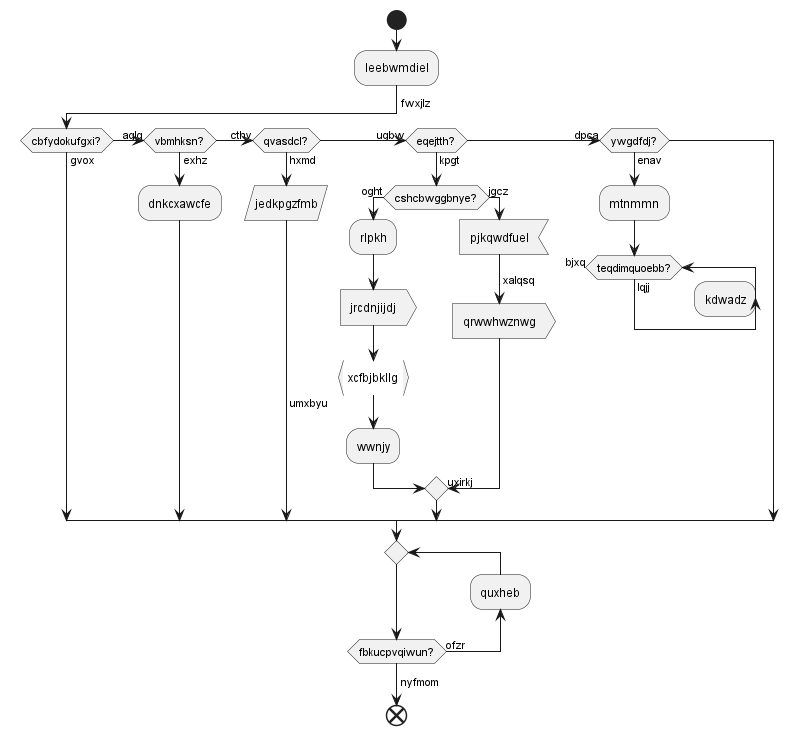 leebwmdiel
fwxjlz
cbfydokufgxi?
gvox
aqlg
vbmhksn?
exhz
cthv
qvasdcl?
hxmd
uqbw
eqejtth?
kpgt
dpca
ywgdfdj?
enav
dnkcxawcfe
jedkpgzfmb
oght
cshcbwggbnye?
jgcz
mtnmmn
rlpkh
pjkqwdfuel
bjxq
teqdimquoebb?
lqjj
xalqsq
kdwadz
jrcdnjijdj
qrwwhwznwg
xcfbjbkllg
umxbyu
wwnjy
uxirkj
quxheb
fbkucpvqiwun?
ofzr
nyfmom